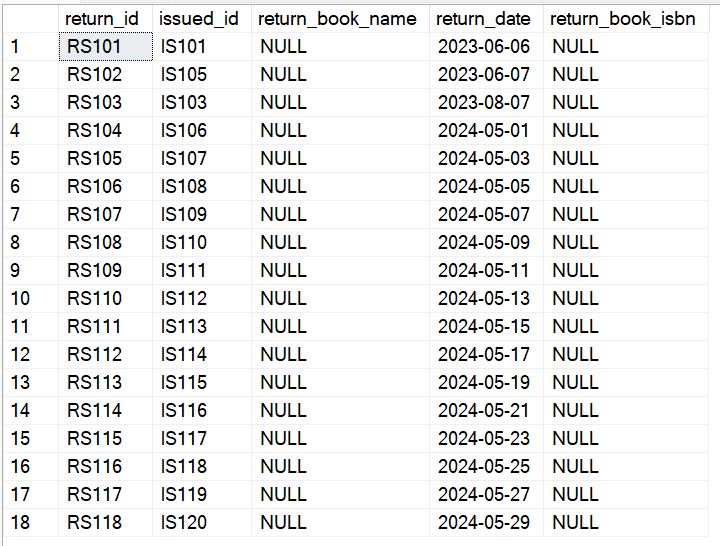 return_id issued_id return_book_name return_date return_book_isbn
1 RS101 IS101 NULL 2023-06-06 NULL
2 RS102 IS105 NULL 2023-06-07 NULL
3 RS103 IS103 NULL 2023-08-07 NULL
4 RS104 IS106 NULL 2024-05-01 NULL
5 RS105 IS107 NULL 2024-05-03 NULL
6 RS106 IS108 NULL 2024-05-05 NULL
7 RS107 IS109 NULL 2024-05-07 NULL
8 RS108 IS110 NULL 2024-05-09 NULL
9 RS109 IS111 NULL 2024-05-11 NULL
10 RS110 IS112 NULL 2024-05-13 NULL
11 RS111 IS113 NULL 2024-05-15 NULL
12 RS112 IS114 NULL 2024-05-17 NULL
13 RS113 IS115 NULL 2024-05-19 NULL
14 RS114 IS116 NULL 2024-05-21 NULL
15 RS115 IS117 NULL 2024-05-23 NULL
16 RS116 IS118 NULL 2024-05-25 NULL
17 RS117 IS119 NULL 2024-05-27 NULL
18 RS118 IS120 NULL 2024-05-29 NULL